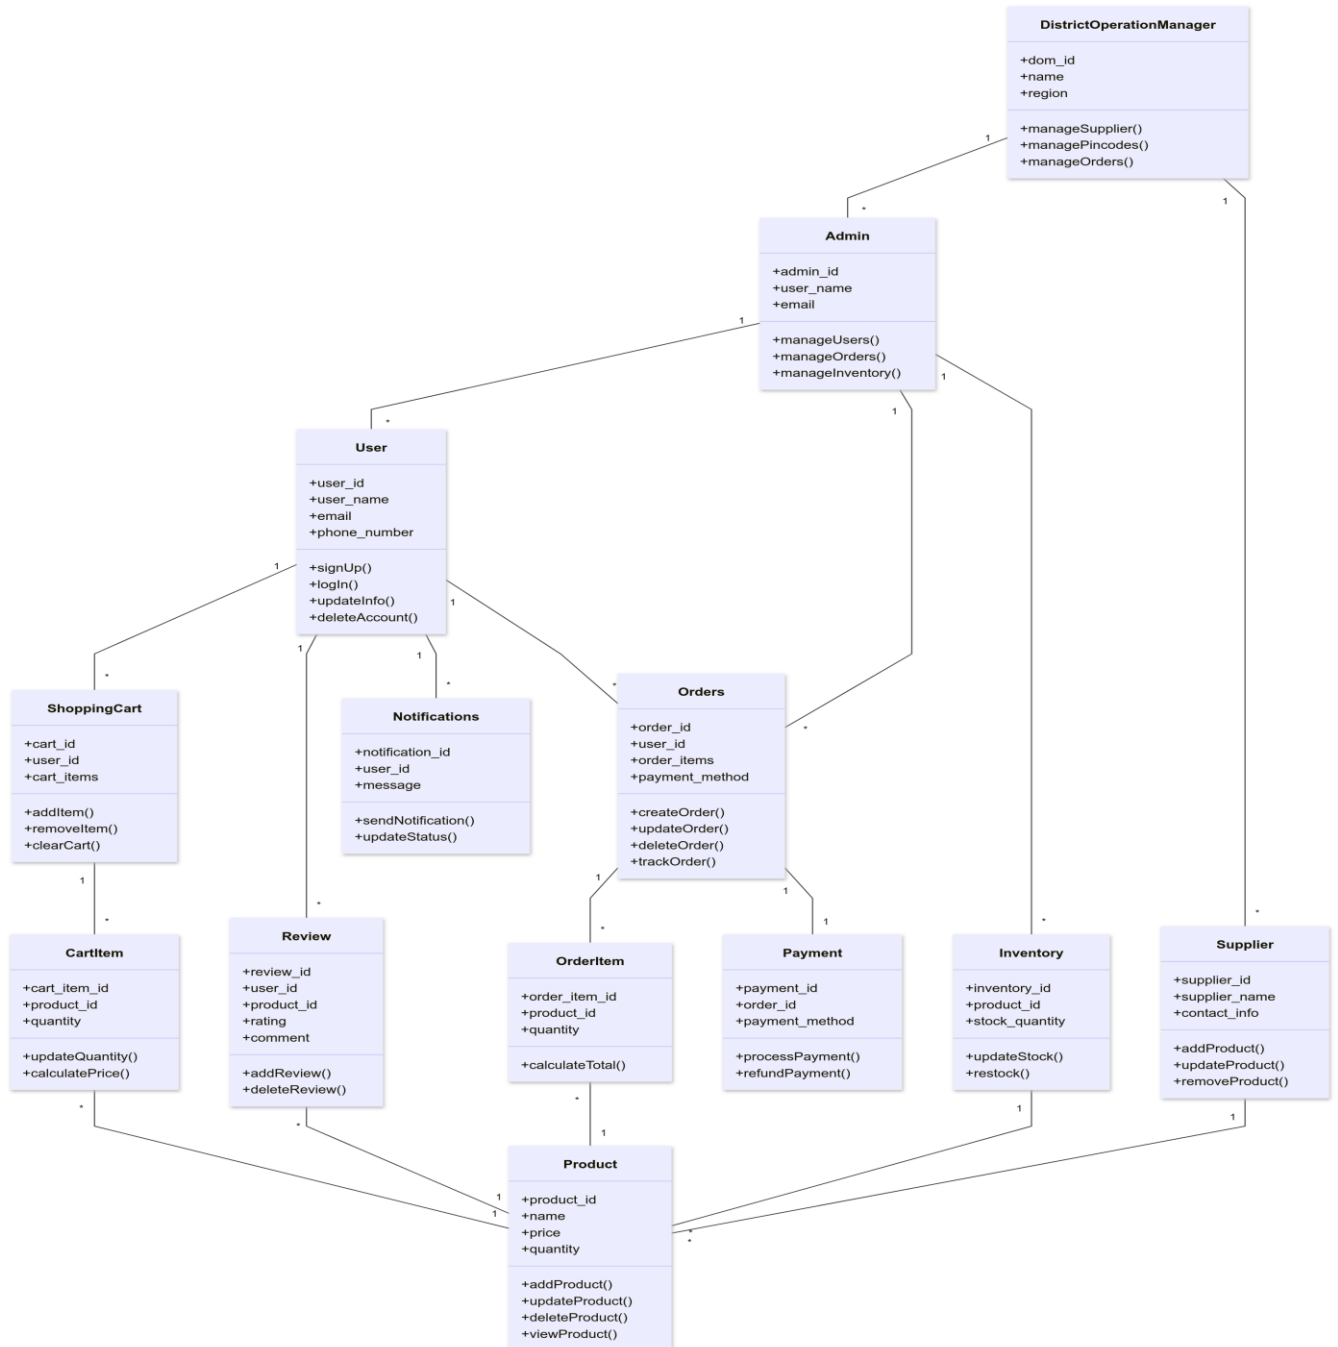 DistrictOperationManager
+dom_id
+name
+region
+manageSupplier()
+managePincodes()
+manageOrders()
1
*
1
Admin
+admin_id
+user_name
+email
+manageUsers()
+manageOrders()
+manageInventory()
1
1
1
*
User
+user_id
+user_name
+email
+phone_number
+signUp()
+logIn()
+updateInfo()
+deleteAccount()
1
1
1
1
*
*
*
*
ShoppingCart
+cart_id
+user_id
+cart_items
+addItem()
+removeItem()
+clearCart()
Notifications
+notification_id
+user_id
+message
+sendNotification()
+updateStatus()
Orders
+order_id
+user_id
+order_items
+payment_method
+createOrder()
+updateOrder()
+deleteOrder()
+trackOrder()
1
*
*
1
*
1
1
*
*
CartItem
+cart_item_id
+product_id
+quantity
+updateQuantity()
+calculatePrice()
Review
+review_id
+user_id
+product_id
+rating
+comment
+addReview()
+deleteReview()
OrderItem
+order_item_id
+product_id
+quantity
+calculateTotal()
Payment
+payment_id
+order_id
+payment_method
+processPayment()
+refundPayment()
Inventory
+inventory_id
+product_id
+stock_quantity
+updateStock()
+restock()
Supplier
+supplier_id
+supplier_name
+contact_info
+addProduct()
+updateProduct()
+removeProduct()
*
*
*
1
1
1
1
1
*
*
Product
+product_id
+name
+price
+quantity
+addProduct()
+updateProduct()
+deleteProduct()
+viewProduct()